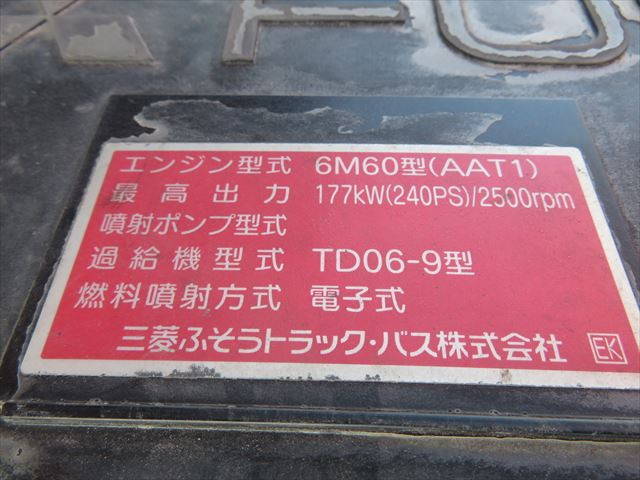 FUSO
エンジン型式 6M60型(AAT1)
最高出力 177kW(240PS)/2500rpm
噴射ポンプ型式
過給機型式 TD06-9型
燃料噴射方式 電子式
三菱ふそうトラック・バス株式会社 EK